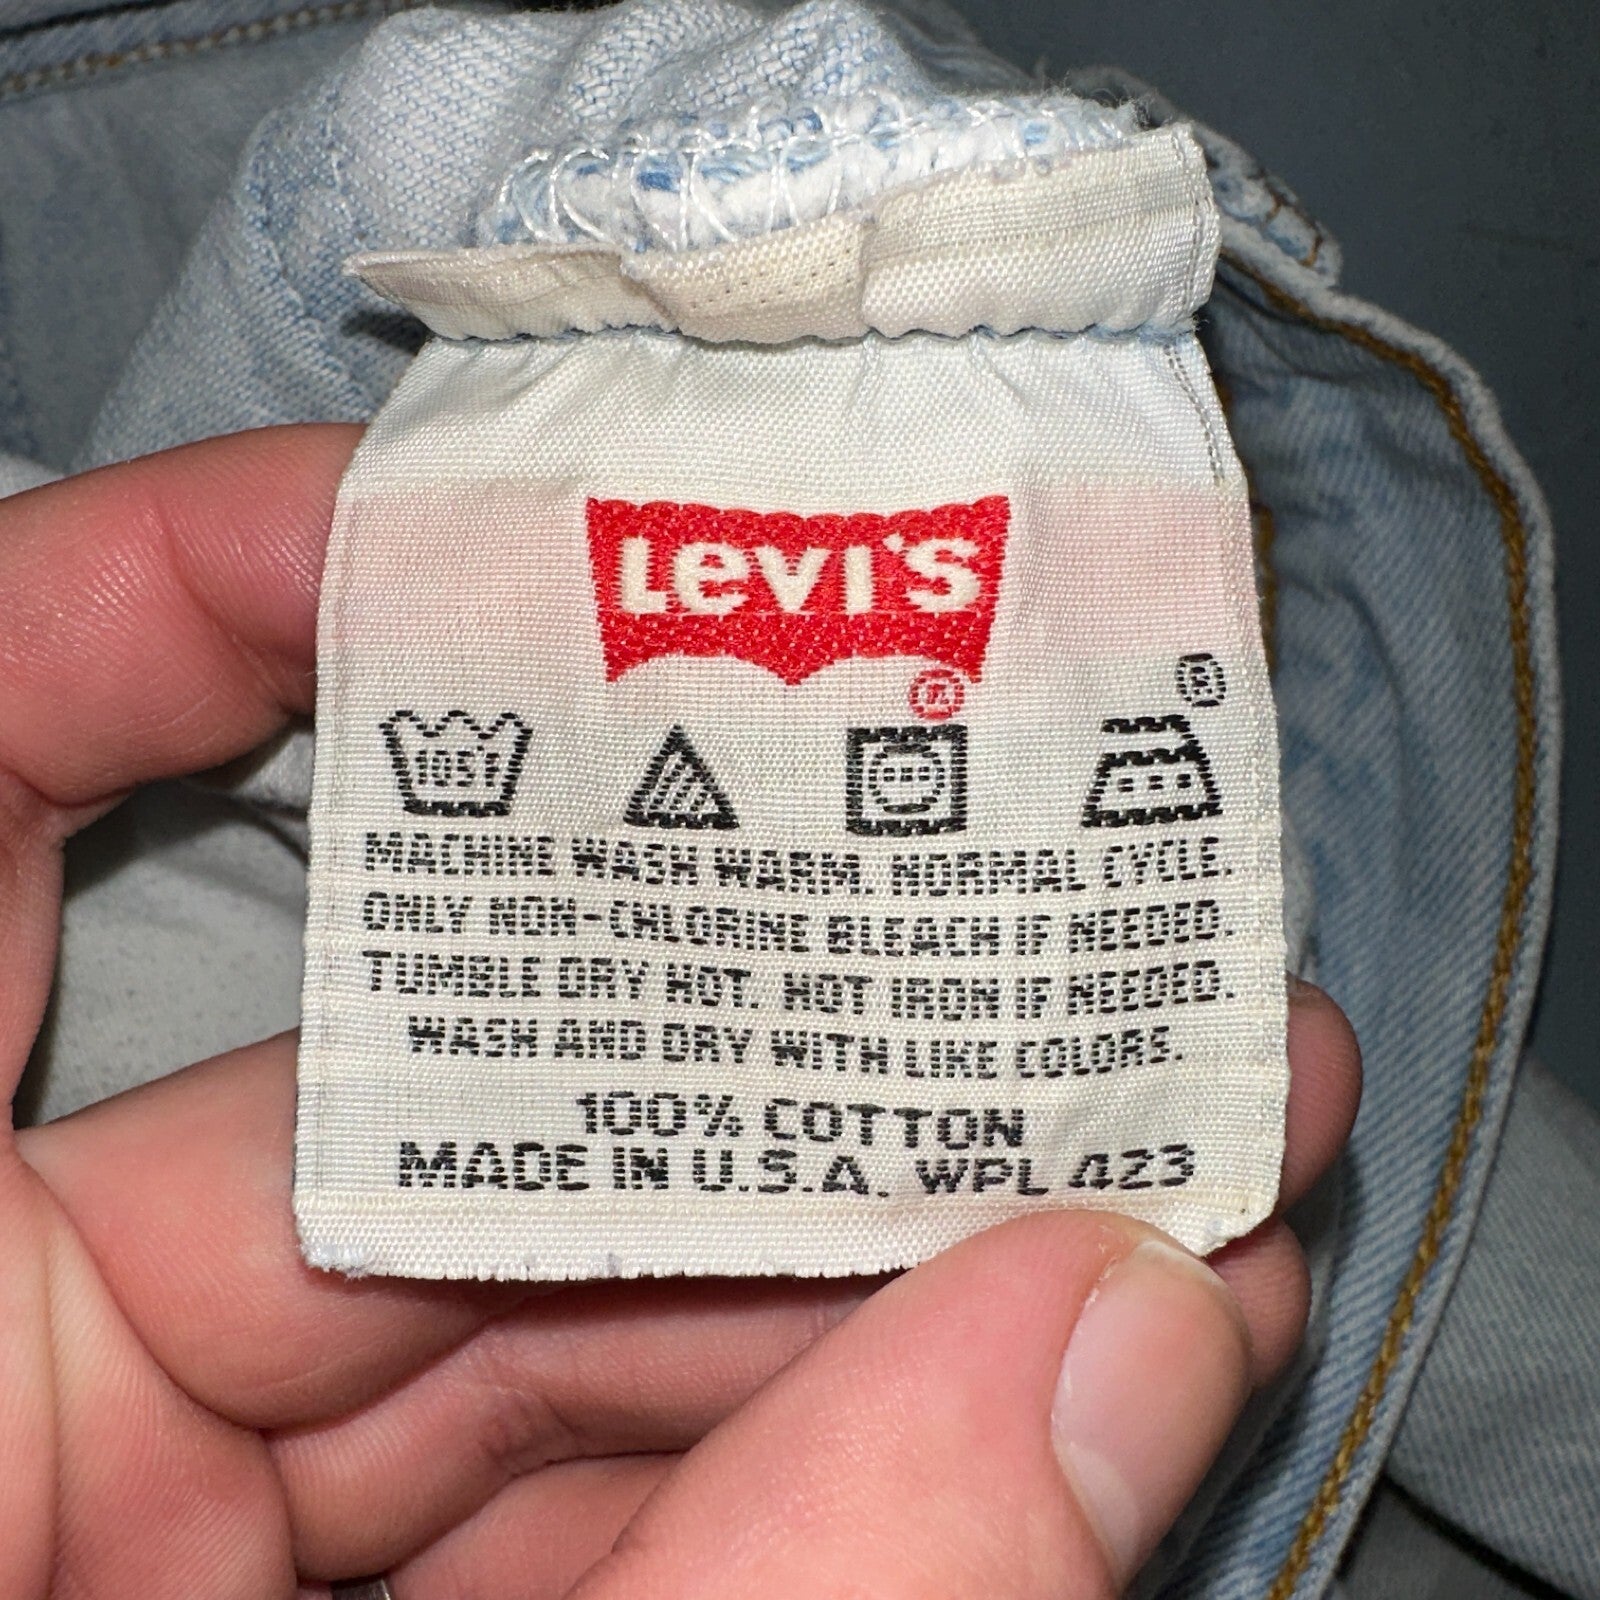 Levi's
®
®
105°F
MACHINE WASH WARM. NORMAL CYCLE.
ONLY NON-CHLORINE BLEACH IF NEEDED.
TUMBLE DRY HOT. HOT IRON IF NEEDED.
WASH AND DRY WITH LIKE COLORS.
100% COTTON
MADE IN U.S.A. WPL 423